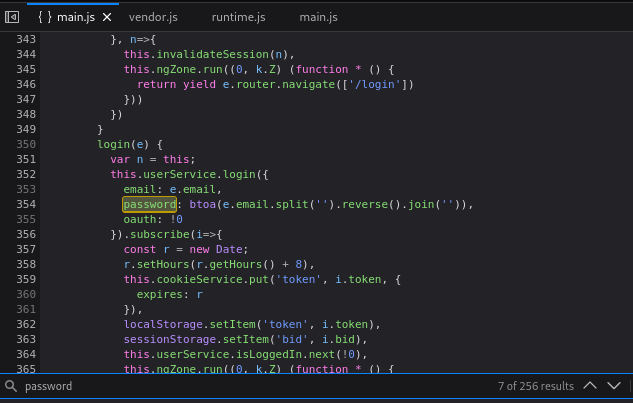 { } main.js ✕ vendor.js runtime.js main.js
343 }, n=>{
344 this.invalidateSession(n),
345 this.ngZone.run((0, k.Z) (function * () {
346 return yield e.router.navigate(['/login'])
347 }))
348 })
349 }
350 login(e) {
351 var n = this;
352 this.userService.login({
353 email: e.email,
354 password: btoa(e.email.split('').reverse().join('')),
355 oauth: !0
356 }).subscribe(i=>{
357 const r = new Date;
358 r.setHours(r.getHours() + 8),
359 this.cookieService.put('token', i.token, {
360 expires: r
361 }),
362 localStorage.setItem('token', i.token),
363 sessionStorage.setItem('bid', i.bid),
364 this.userService.isLoggedIn.next(!0),
365 this.ngZone.run((0, k.Z) (function * () {
password 7 of 256 results